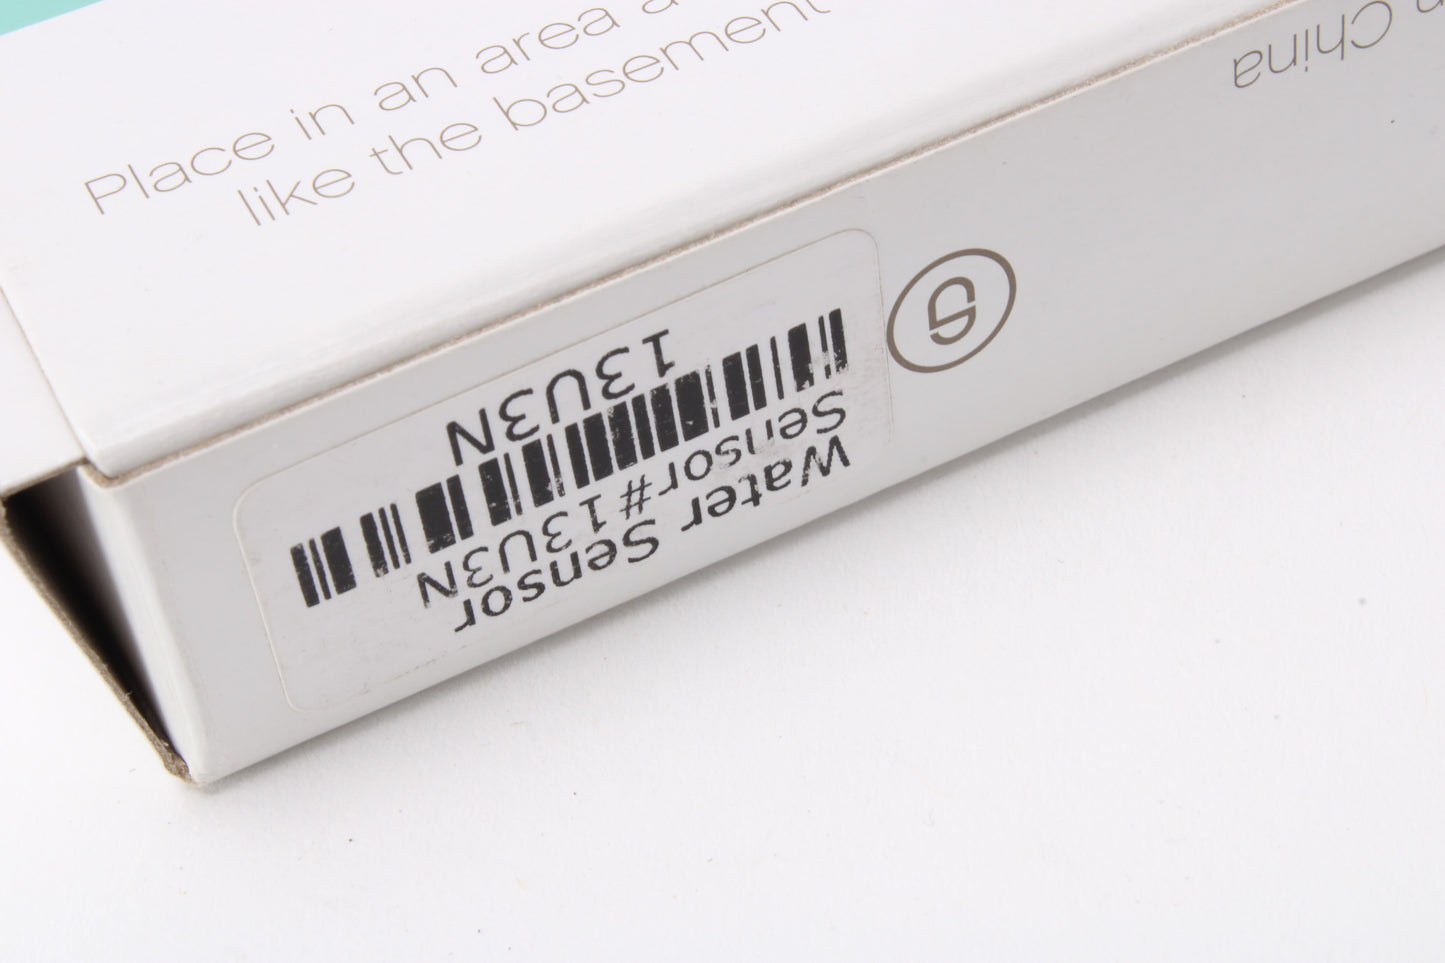 Place in an area a
like the basement
n China
Water Sensor
Sensor#13U3N
13U3N